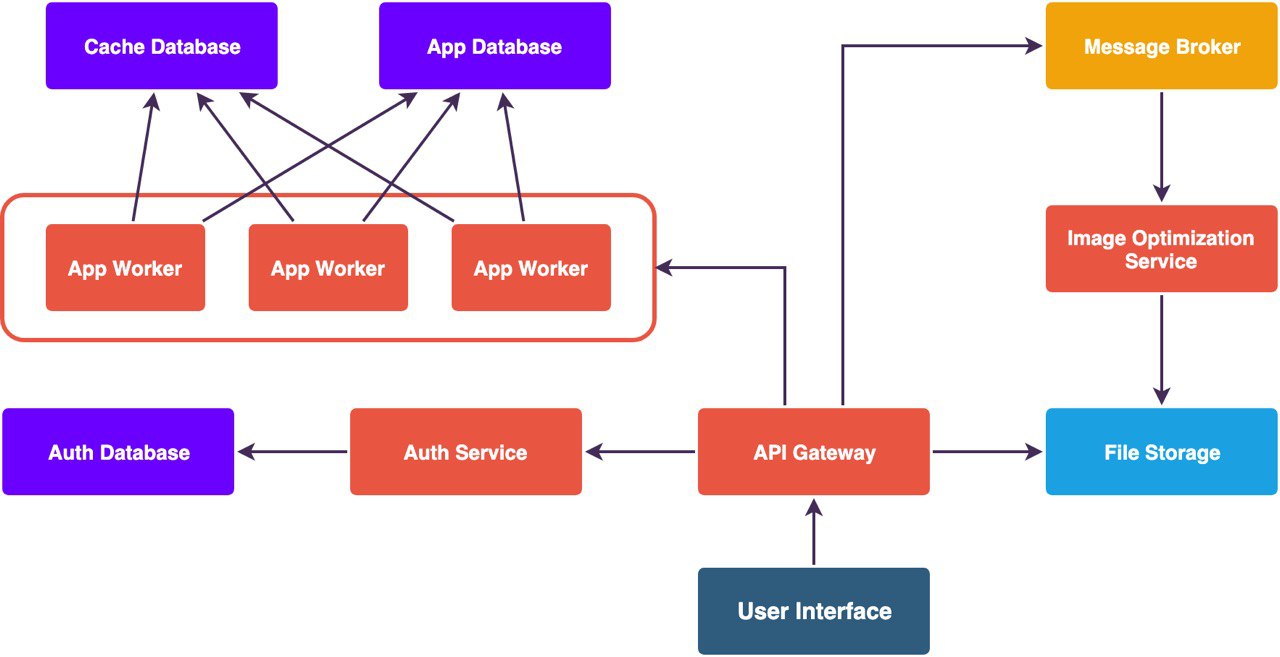 Cache Database
App Database
Message Broker
App Worker
App Worker
App Worker
Image Optimization
Service
Auth Database
Auth Service
API Gateway
File Storage
User Interface